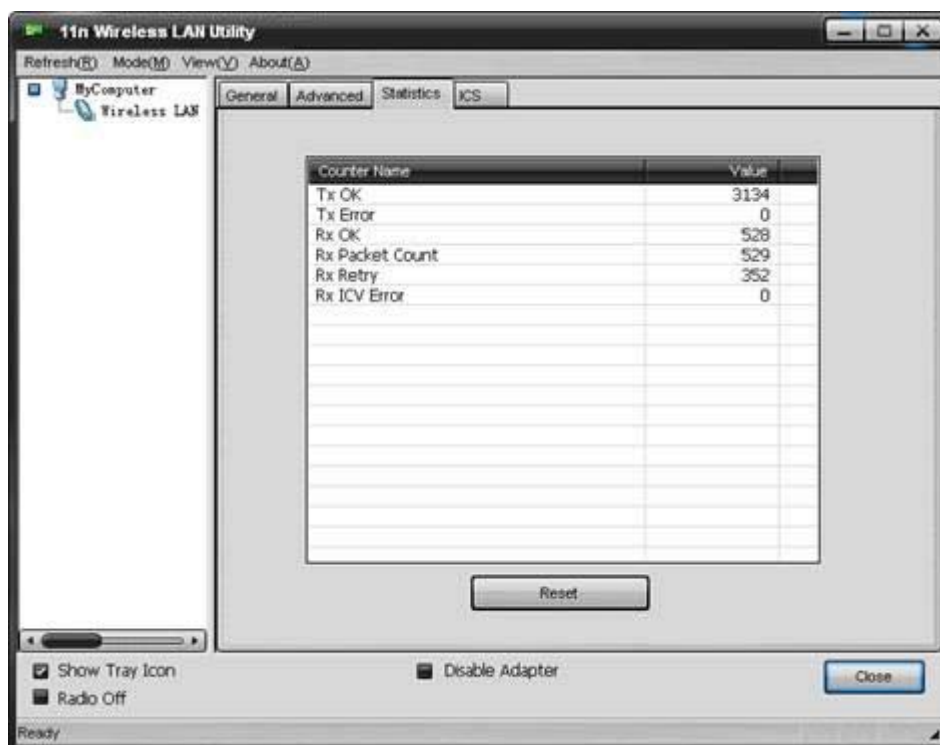 11n Wireless LAN Utility
Refresh(R) Mode(M) View(V) About(A)
MyComputer
Wireless LAN
General Advanced Statistics ICS
Counter Name Value
Tx OK 3134
Tx Error 0
Rx OK 528
Rx Packet Count 529
Rx Retry 352
Rx ICV Error 0
Reset
Show Tray Icon Disable Adapter
Radio Off
Close
Ready